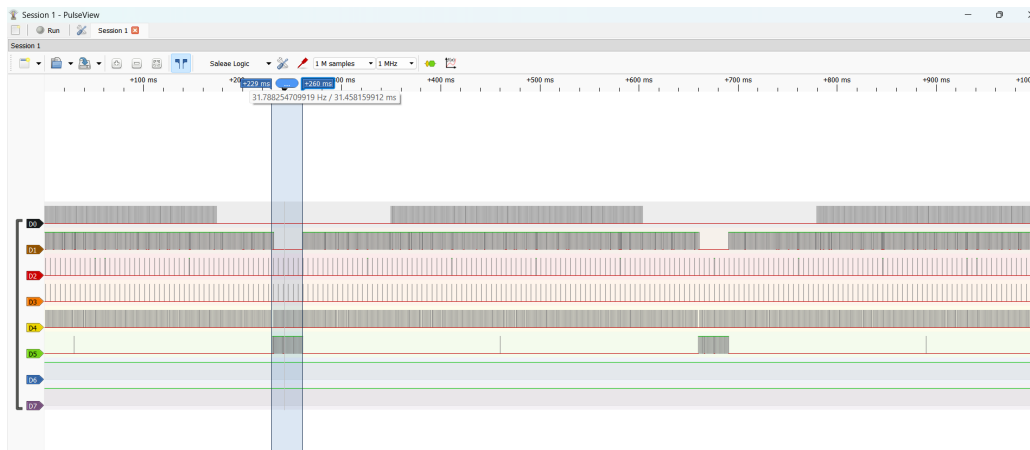 Session 1 - PulseView
Run Session 1
Session 1
Saleae Logic 1 M samples 1 MHz
+100 ms +400 ms +500 ms +600 ms +700 ms +800 ms +900 ms
+229 ms +260 ms
31.788254709919 Hz / 31.458159912 ms
D0
D1
D2
D3
D4
D5
D6
D7